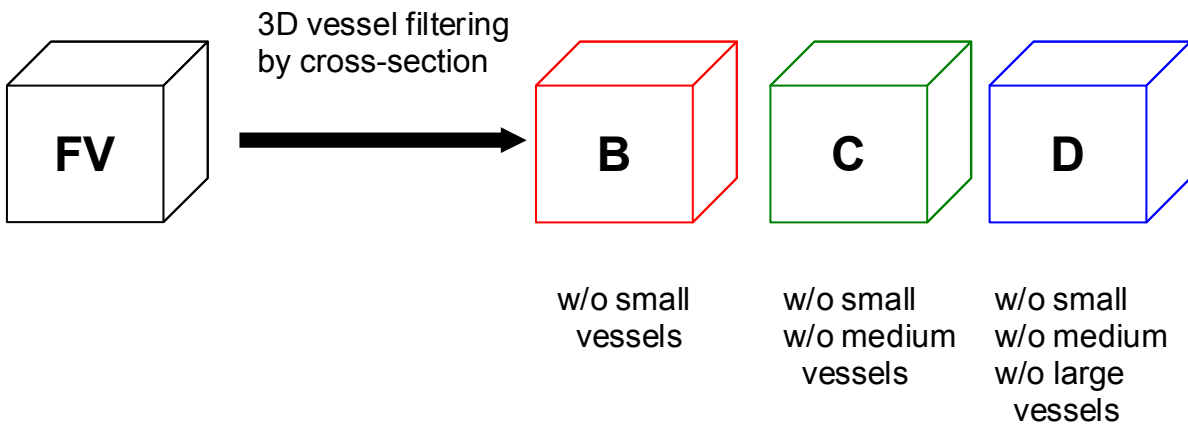 3D vessel filtering
by cross-section
FV
B
C
D
w/o small
vessels
w/o small
w/o medium
vessels
w/o small
w/o medium
w/o large
vessels